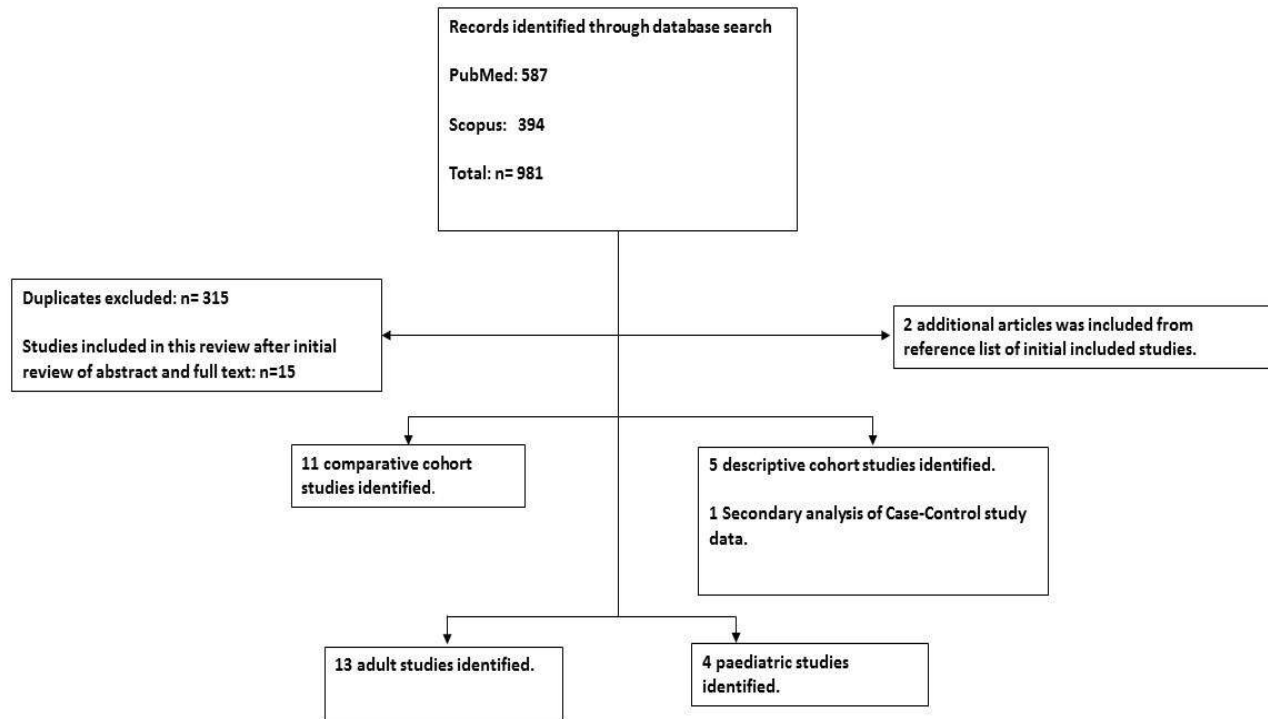 Records identified through database search
PubMed: 587
Scopus: 394
Total: n= 981
Duplicates excluded: n= 315
Studies included in this review after initial
review of abstract and full text: n=15
2 additional articles was included from
reference list of initial included studies.
11 comparative cohort
studies identified.
5 descriptive cohort studies identified.
1 Secondary analysis of Case-Control study
data.
13 adult studies identified.
4 paediatric studies
identified.